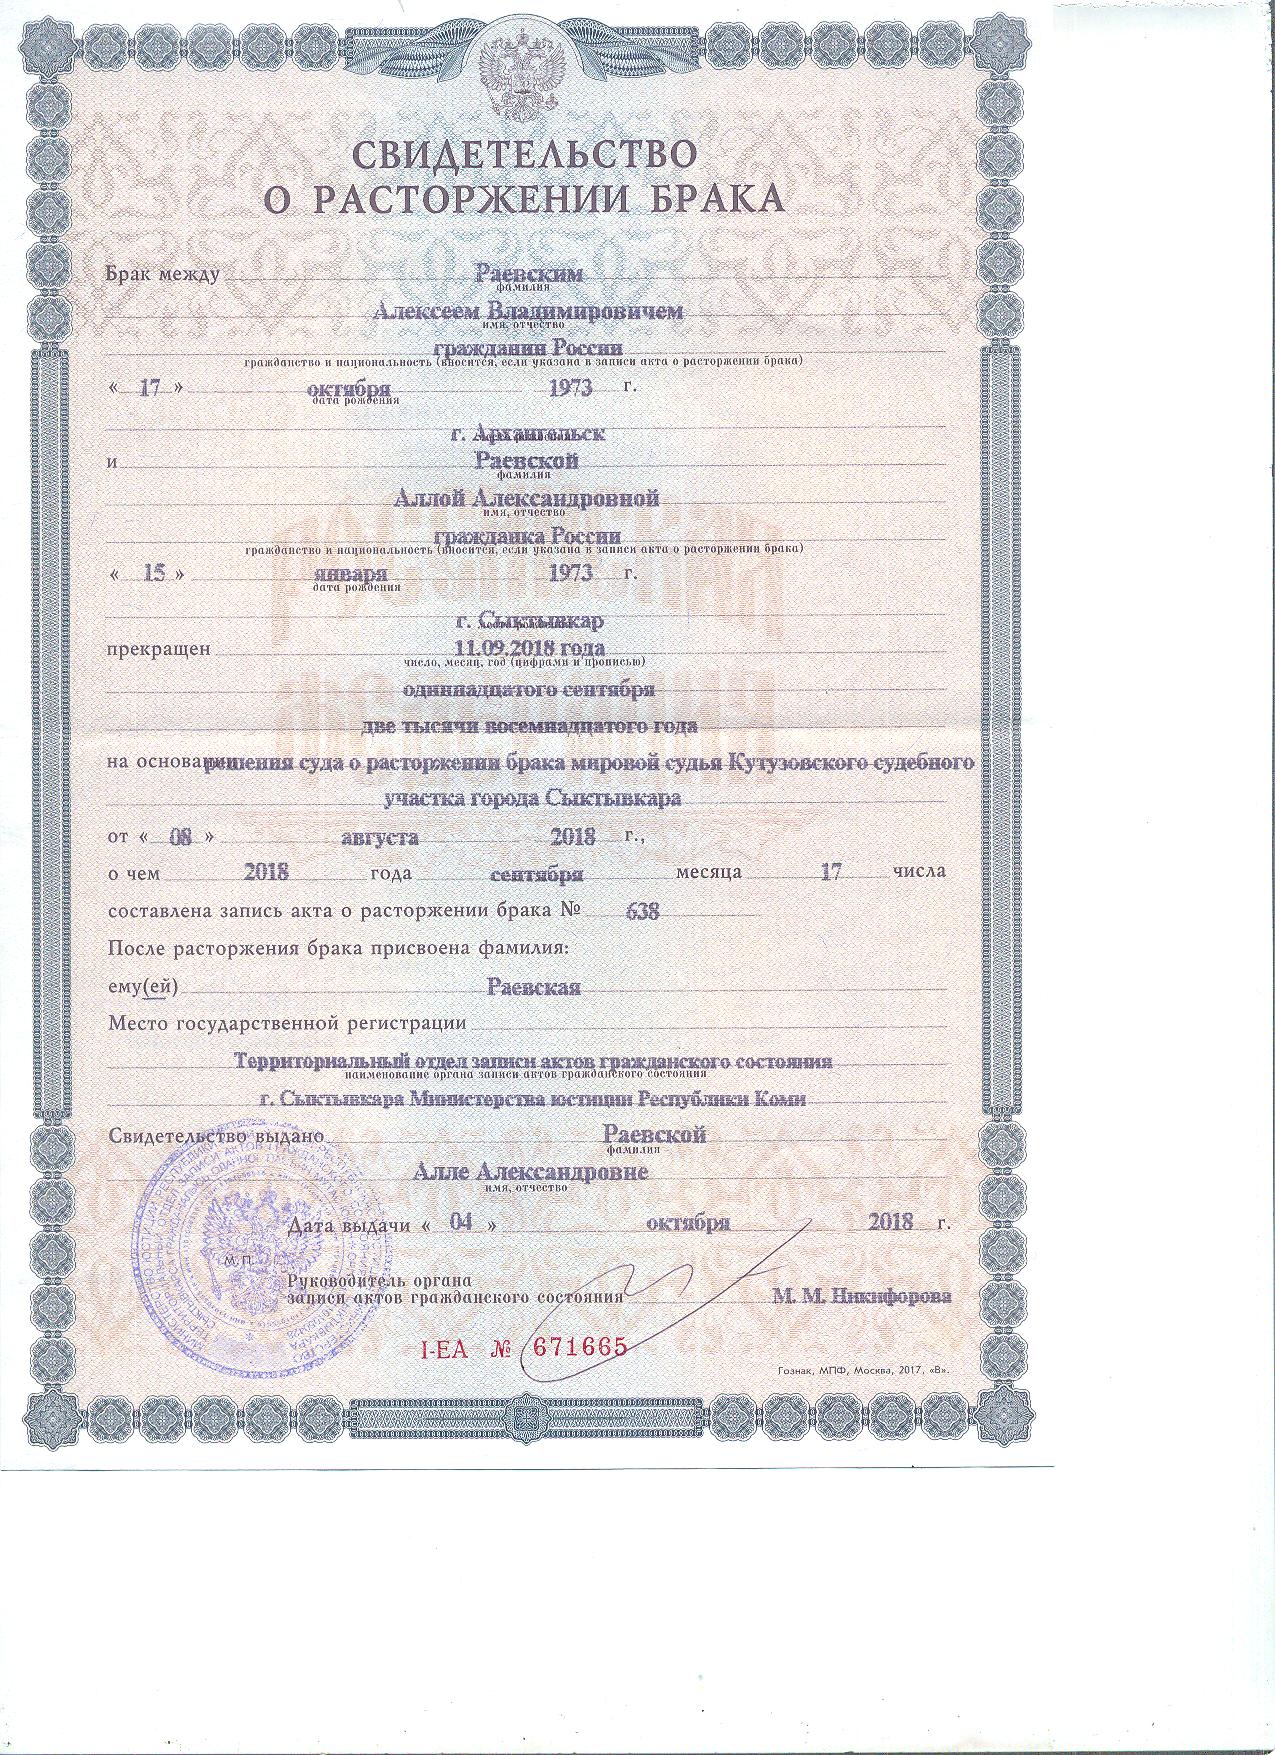 СВИДЕТЕЛЬСТВО
О РАСТОРЖЕНИИ БРАКА
Брак между Раевским
фамилия
Алексеем Владимировичем
имя, отчество
гражданин России
гражданство и национальность (вносится, если указана в записи акта о расторжении брака)
« 17 » октября 1973 г.
дата рождения
г. Архангельск
и Раевской
фамилия
Аллой Александровной
имя, отчество
гражданка России
гражданство и национальность (вносится, если указана в записи акта о расторжении брака)
« 15 » января 1973 г.
дата рождения
г. Сыктывкар
прекращен 11.09.2018 года
число, месяц, год (цифрами и прописью)
одиннадцатого сентября
две тысячи восемнадцатого года
на основании решения суда о расторжении брака мировой судья Кутузовского судебного
участка города Сыктывкара
от « 08 » августа 2018 г.,
о чем 2018 года сентября месяца 17 числа
составлена запись акта о расторжении брака № 638
После расторжения брака присвоена фамилия:
ему(ей) Раевская
Место государственной регистрации
Территориальный отдел записи актов гражданского состояния
наименование органа записи актов гражданского состояния
г. Сыктывкара Министерства юстиции Республики Коми
Свидетельство выдано Раевской
фамилия
Алле Александровне
имя, отчество
Дата выдачи « 04 » октября 2018 г.
М.П.
Руководитель органа
записи актов гражданского состояния М. М. Никифорова
I-ЕА № 671665
Гознак, МПФ, Москва, 2017, «В».